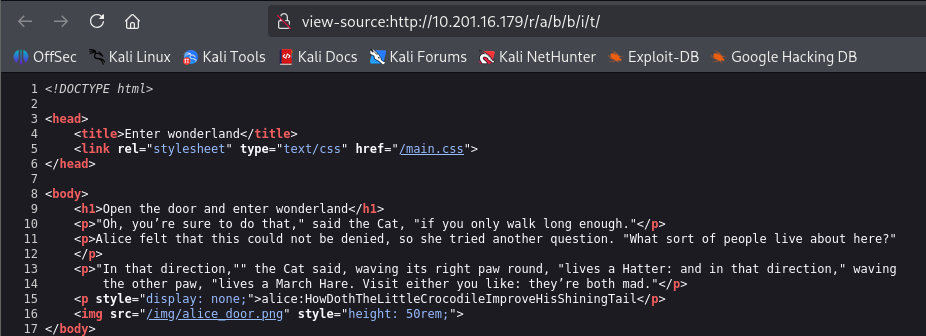 view-source:http://10.201.16.179/r/a/b/b/i/t/
OffSec Kali Linux Kali Tools Kali Docs Kali Forums Kali NetHunter Exploit-DB Google Hacking DB
1 <!DOCTYPE html>
2
3 <head>
4     <title>Enter wonderland</title>
5     <link rel="stylesheet" type="text/css" href="/main.css">
6 </head>
7
8 <body>
9     <h1>Open the door and enter wonderland</h1>
10     <p>"Oh, you’re sure to do that," said the Cat, "if you only walk long enough."</p>
11     <p>Alice felt that this could not be denied, so she tried another question. "What sort of people live about here?"
12     </p>
13     <p>"In that direction,"" the Cat said, waving its right paw round, "lives a Hatter: and in that direction," waving
14         the other paw, "lives a March Hare. Visit either you like: they’re both mad."</p>
15     <p style="display: none;">alice:HowDothTheLittleCrocodileImproveHisShiningTail</p>
16     <img src="/img/alice_door.png" style="height: 50rem;">
17 </body>